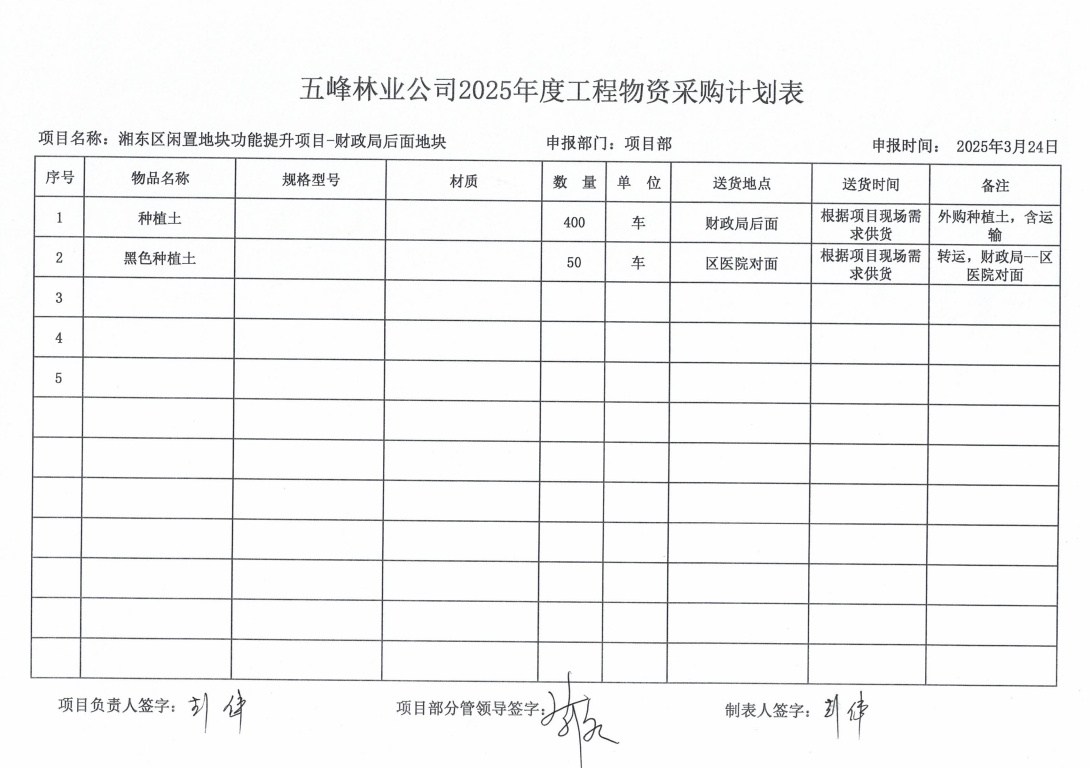 五峰林业公司2025年度工程物资采购计划表
项目名称：湘东区闲置地块功能提升项目-财政局后面地块 申报部门：项目部 申报时间： 2025年3月24日
序号 物品名称 规格型号 材质 数 量 单 位 送货地点 送货时间 备注
1 种植土 400 车 财政局后面 根据项目现场需求供货 外购种植土，含运输
2 黑色种植土 50 车 区医院对面 根据项目现场需求供货 转运，财政局--区医院对面
3
4
5
项目负责人签字：彭伟 项目部分管领导签字： 制表人签字：彭伟